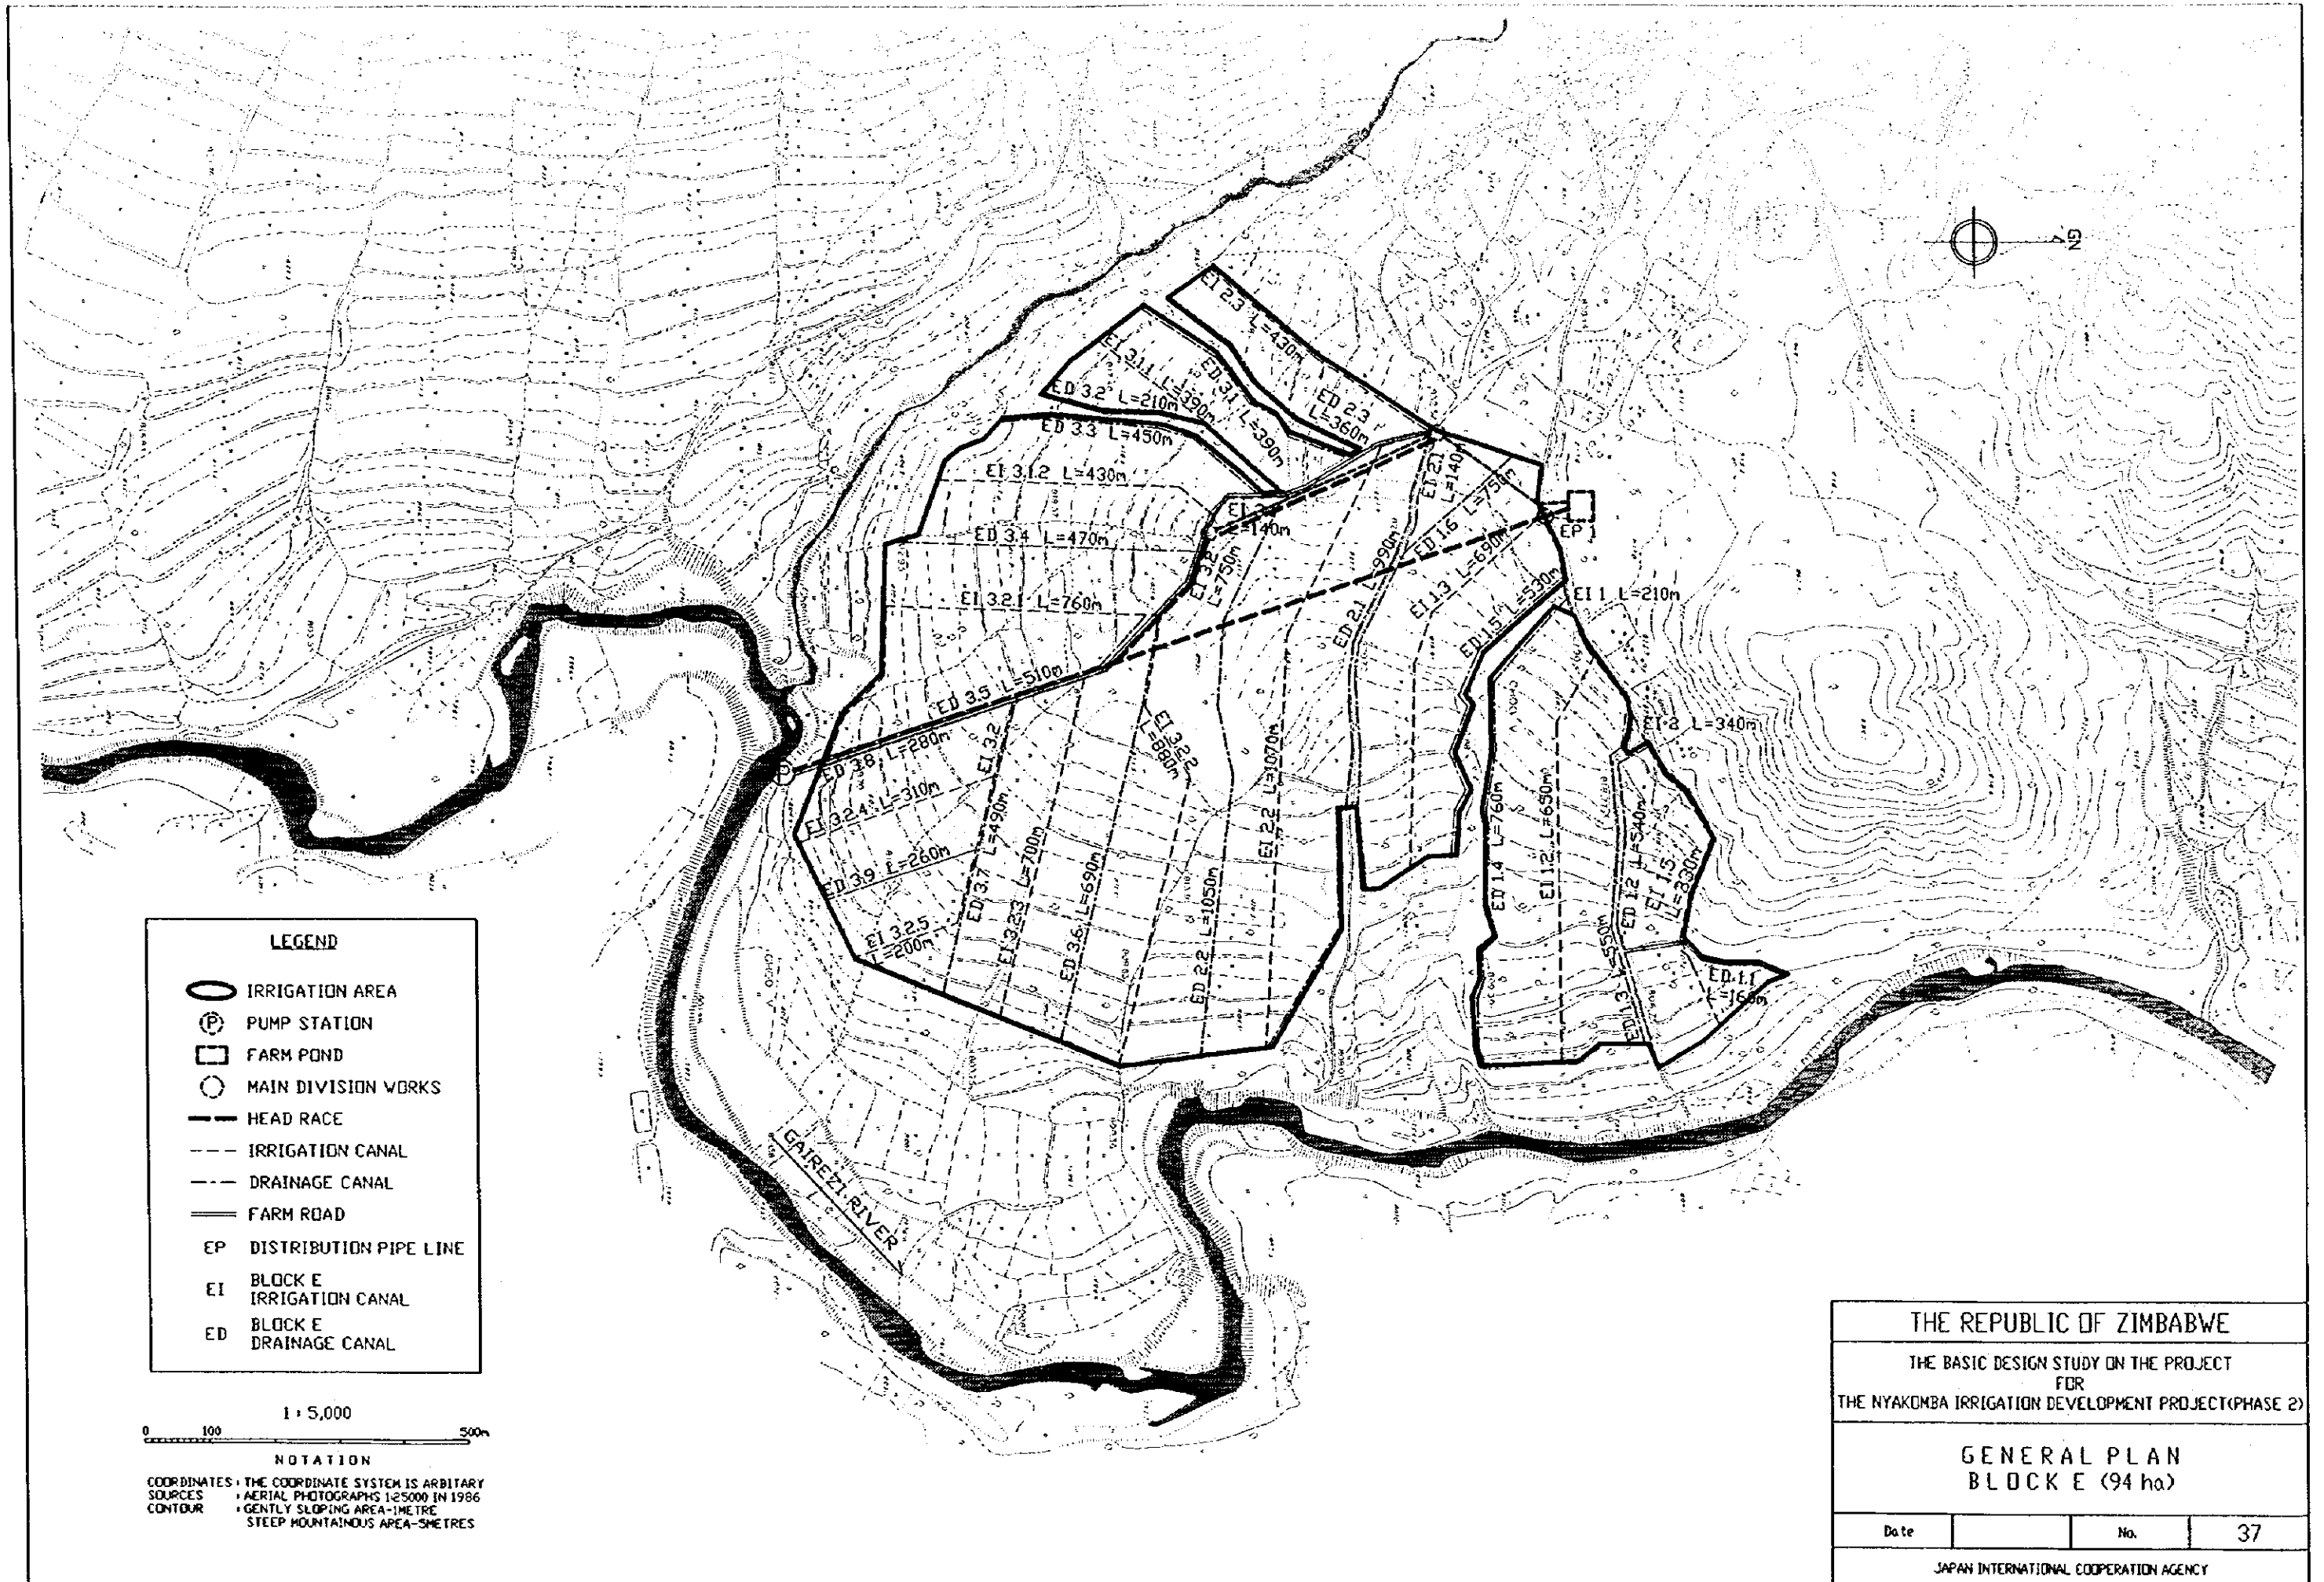 GN
EI 2.3 L=430m
EI 3.1.1 L=390m
ED 3.1 L=390m
ED 3.2 L=210m
ED 2.3
L=360m
ED 3.3 L=450m
EI 3.1.2 L=430m
EI 2.1
L=140m
ED 1.6 L=750m
EP 1
L=140m
ED 3.4 L=470m
EI 3.2
L=750m
ED 2.1 L=990m
EI 1.3 L=690m
EI 3.2.1 L=760m
ED 1.5 L=530m
EI 1 L=210m
ED 3.5 L=510m
EI 3.2
EI 3.2.2
L=880m
EI 2 L=340m
ED 3.8 L=280m
EI 3.2.4 L=310m
ED 3.9 L=260m
EI 3.2.5
L=200m
ED 3.7 L=490m
EI 3.2.3 L=700m
ED 3.6 L=690m
ED 2.2 L=1050m
EI 2.2 L=1070m
ED 1.4 L=760m
EI 1.2 L=650m
ED 1.2 L=540m
EI 1.5
L=830m
ED 1.3 L=550m
ED 1.1
L=160m
GAIREZI RIVER
LEGEND
IRRIGATION AREA
P PUMP STATION
FARM POND
MAIN DIVISION WORKS
HEAD RACE
IRRIGATION CANAL
DRAINAGE CANAL
FARM ROAD
EP DISTRIBUTION PIPE LINE
EI BLOCK E
IRRIGATION CANAL
ED BLOCK E
DRAINAGE CANAL
1:5,000
0 100 500m
NOTATION
COORDINATES : THE COORDINATE SYSTEM IS ARBITARY
SOURCES : AERIAL PHOTOGRAPHS 1:25000 IN 1986
CONTOUR : GENTLY SLOPING AREA-1METRE
STEEP MOUNTAINOUS AREA-5METRES
THE REPUBLIC OF ZIMBABWE
THE BASIC DESIGN STUDY ON THE PROJECT
FOR
THE NYAKOMBA IRRIGATION DEVELOPMENT PROJECT(PHASE 2)
GENERAL PLAN
BLOCK E (94 ha)
Date No. 37
JAPAN INTERNATIONAL COOPERATION AGENCY